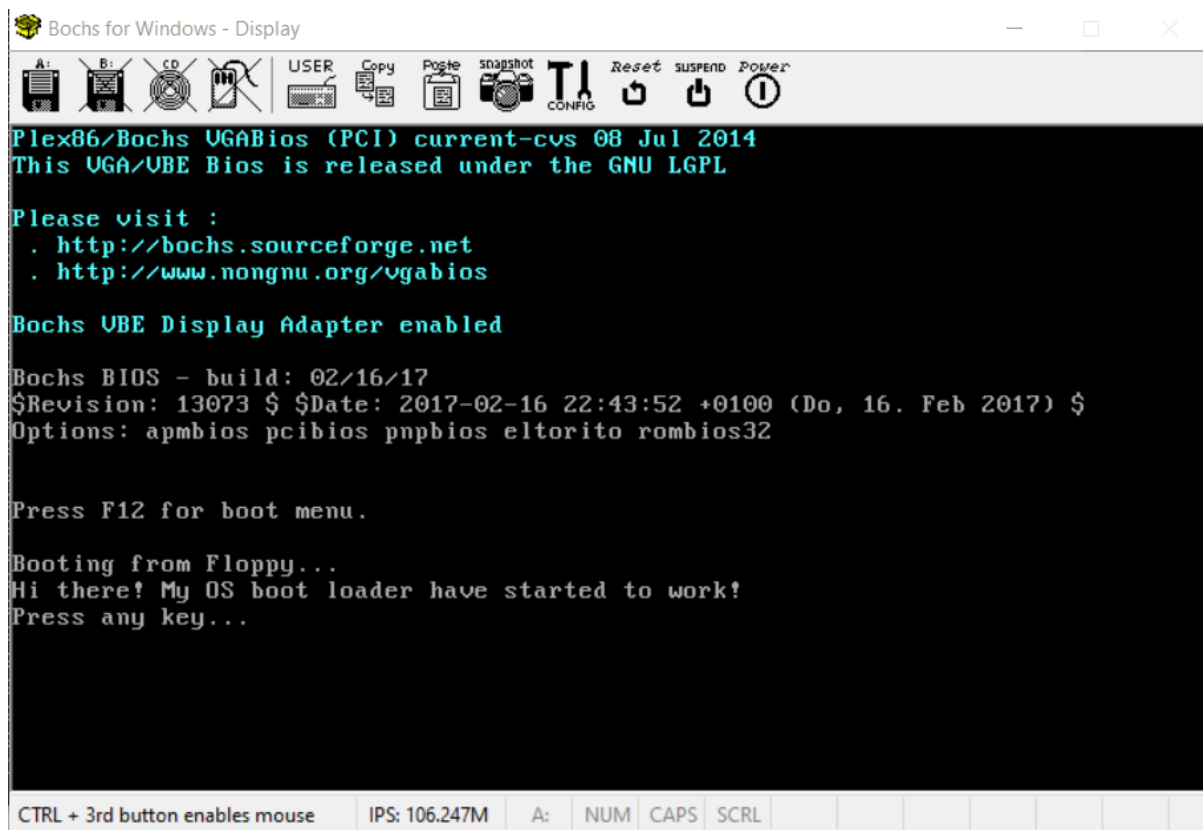 Bochs for Windows - Display
A: B: CD USER Copy Paste snapshot CONFIG Reset SUSPEND Power
Plex86/Bochs VGABios (PCI) current-cvs 08 Jul 2014
This VGA/VBE Bios is released under the GNU LGPL
Please visit :
. http://bochs.sourceforge.net
. http://www.nongnu.org/vgabios
Bochs VBE Display Adapter enabled
Bochs BIOS - build: 02/16/17
$Revision: 13073 $ $Date: 2017-02-16 22:43:52 +0100 (Do, 16. Feb 2017) $
Options: apmbios pcibios pnpbios eltorito rombios32
Press F12 for boot menu.
Booting from Floppy...
Hi there! My OS boot loader have started to work!
Press any key...
CTRL + 3rd button enables mouse IPS: 106.247M A: NUM CAPS SCRL